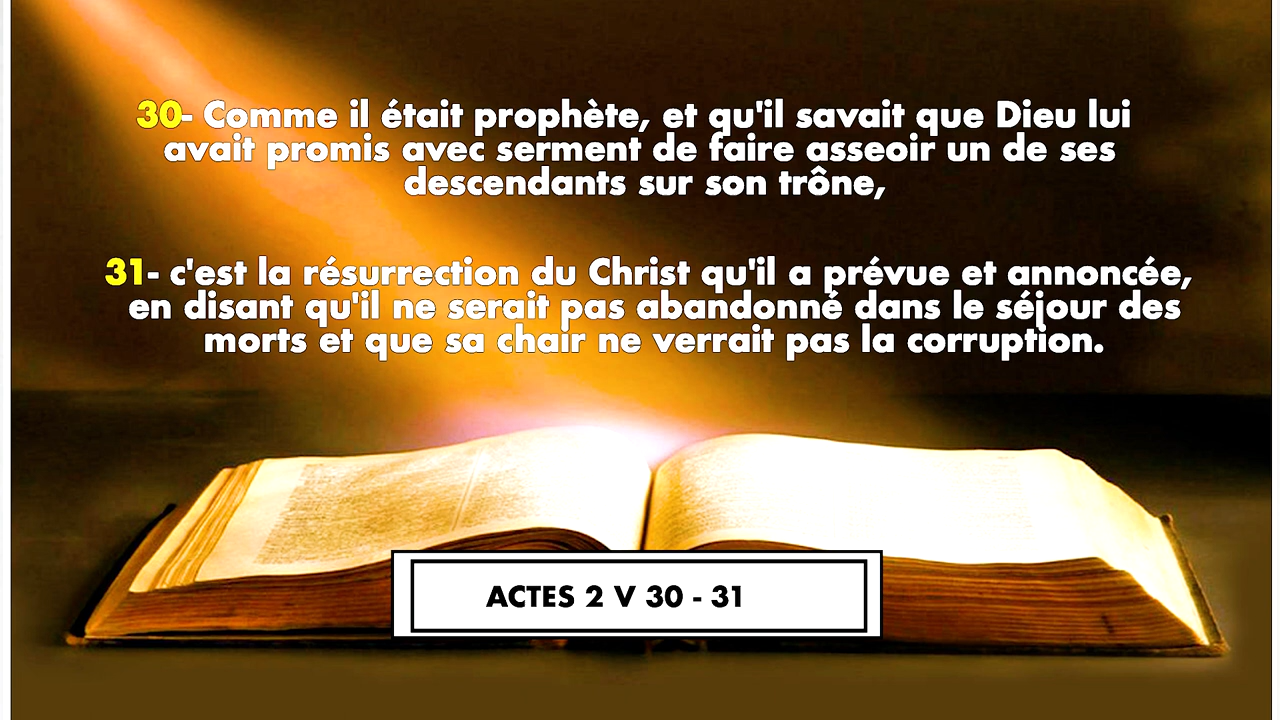 30- Comme il était prophète, et qu'il savait que Dieu lui
avait promis avec serment de faire asseoir un de ses
descendants sur son trône,
31- c'est la résurrection du Christ qu'il a prévue et annoncée,
en disant qu'il ne serait pas abandonné dans le séjour des
morts et que sa chair ne verrait pas la corruption.
ACTES 2 V 30 - 31